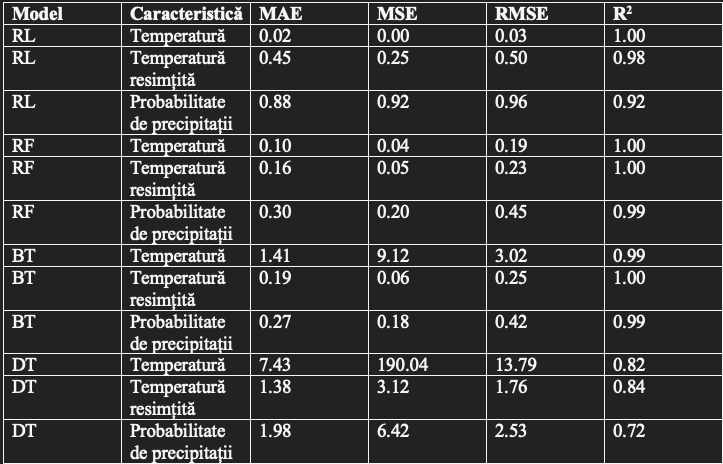 Model Caracteristică MAE MSE RMSE R²
RL Temperatură 0.02 0.00 0.03 1.00
RL Temperatură 0.45 0.25 0.50 0.98
resimțită
RL Probabilitate 0.88 0.92 0.96 0.92
de precipitații
RF Temperatură 0.10 0.04 0.19 1.00
RF Temperatură 0.16 0.05 0.23 1.00
resimțită
RF Probabilitate 0.30 0.20 0.45 0.99
de precipitații
BT Temperatură 1.41 9.12 3.02 0.99
BT Temperatură 0.19 0.06 0.25 1.00
resimțită
BT Probabilitate 0.27 0.18 0.42 0.99
de precipitații
DT Temperatură 7.43 190.04 13.79 0.82
DT Temperatură 1.38 3.12 1.76 0.84
resimțită
DT Probabilitate 1.98 6.42 2.53 0.72
de precipitații